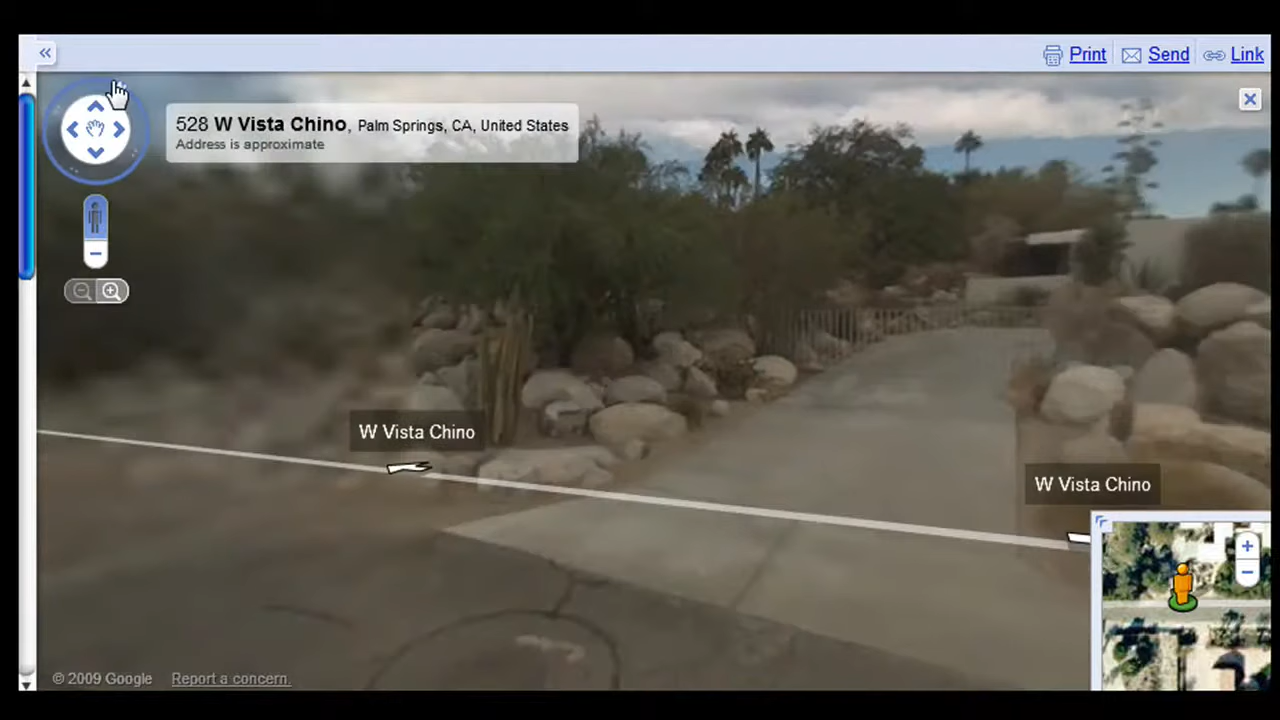 «
Print
Send
Link
528 W Vista Chino, Palm Springs, CA, United States
Address is approximate
W Vista Chino
W Vista Chino
© 2009 Google
Report a concern.